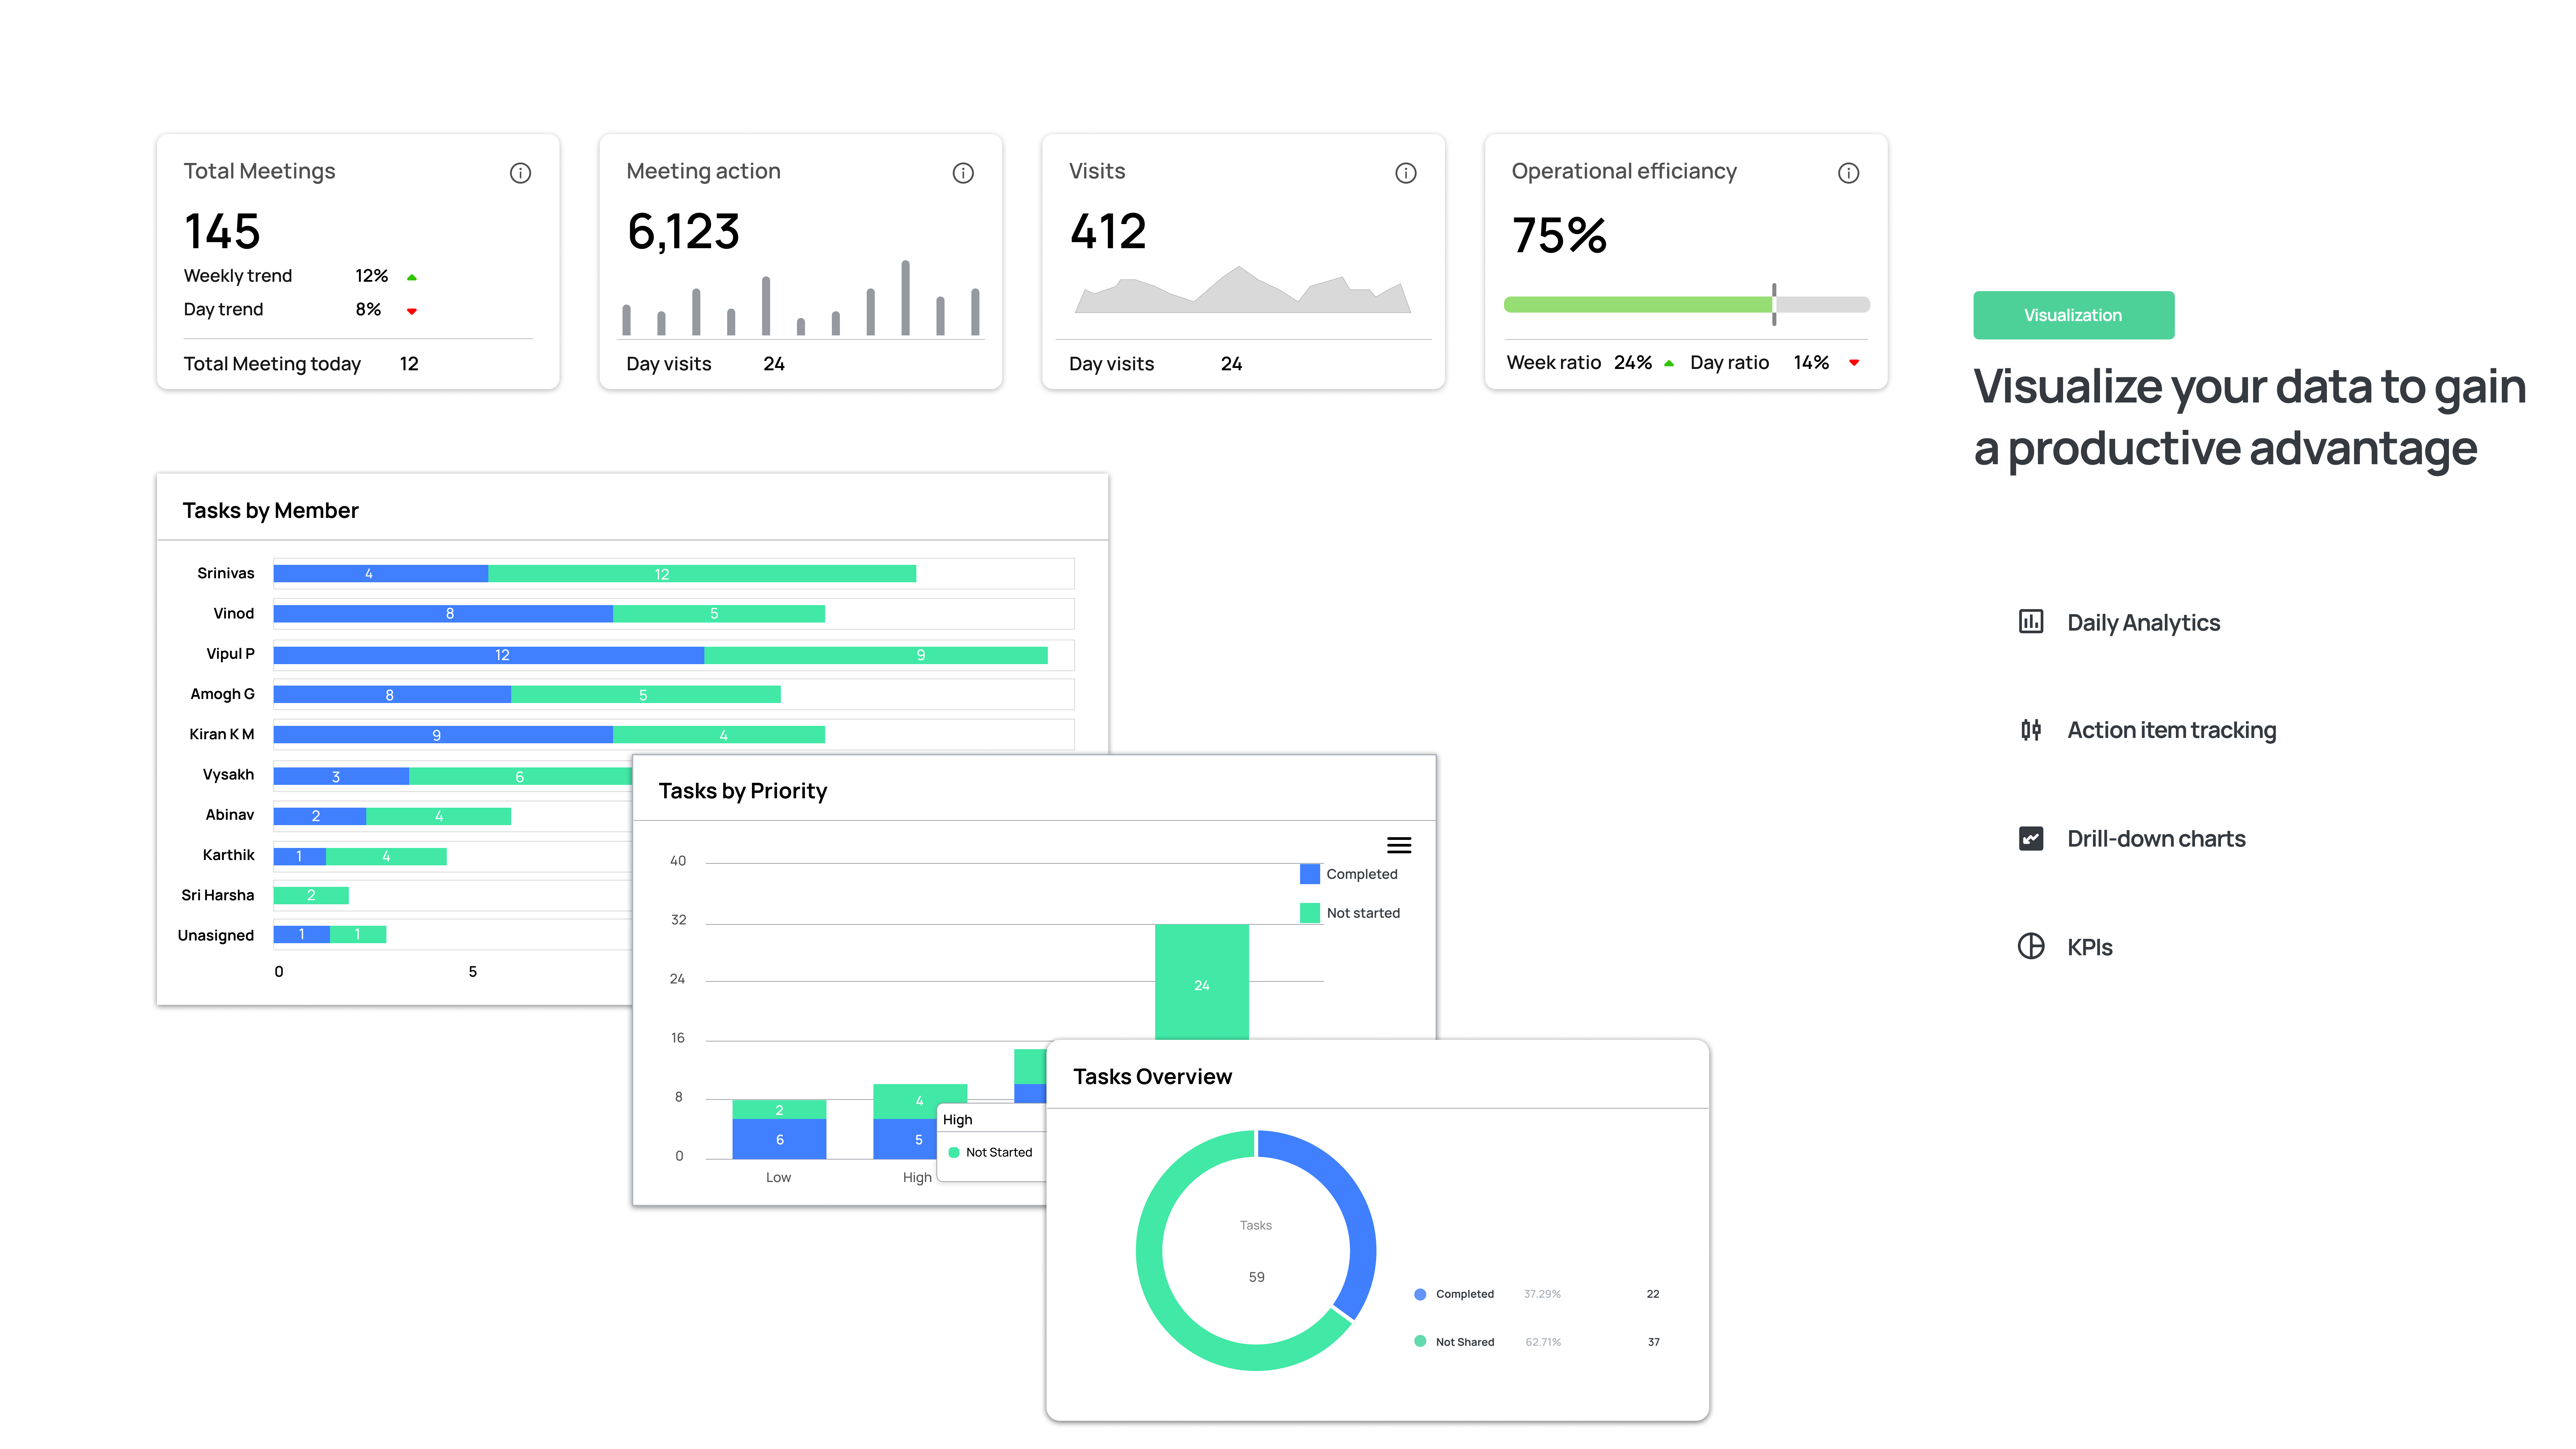 Total Meetings
145
Weekly trend 12%
Day trend 8%
Total Meeting today 12
Meeting action
6,123
Day visits 24
Visits
412
Day visits 24
Operational efficiancy
75%
Week ratio 24% Day ratio 14%
Visualization
Visualize your data to gain
a productive advantage
Daily Analytics
Action item tracking
Drill-down charts
KPIs
Tasks by Member
Srinivas 4 12
Vinod 8 5
Vipul P 12 9
Amogh G 8 5
Kiran K M 9 4
Vysakh 3 6
Abinav 2 4
Karthik 1 4
Sri Harsha 2
Unasigned 1 1
0 5
Tasks by Priority
40
Completed
32
Not started
24
24
16
8
2
4
6
5
0
Low
High
High
Not Started
Tasks Overview
Tasks
59
Completed 37.29% 22
Not Shared 62.71% 37